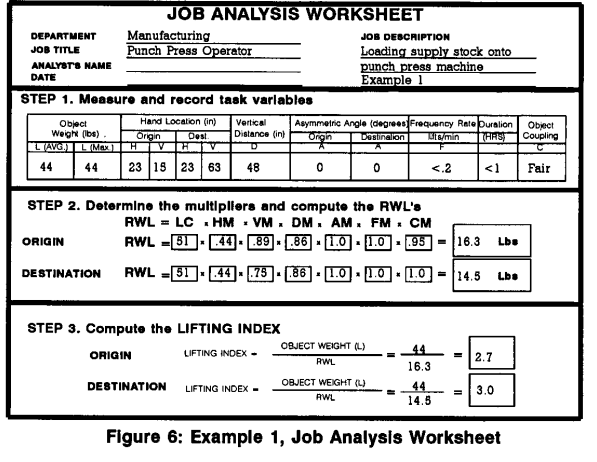 JOB ANALYSIS WORKSHEET
DEPARTMENT Manufacturing JOB DESCRIPTION
JOB TITLE Punch Press Operator Loading supply stock onto
ANALYST'S NAME punch press machine
DATE Example 1
STEP 1. Measure and record task variables
Object Hand Location (in) Vertical Asymmetric Angle (degrees) Frequency Rate Duration Object
Weight (lbs) Origin Dest. Distance (in) Origin Destination lifts/min (HRS) Coupling
L (AVG.) L (Max.) H V H V D A A F C
44 44 23 15 23 63 48 0 0 <.2 <1 Fair
STEP 2. Determine the multipliers and compute the RWL's
RWL = LC x HM x VM x DM x AM x FM x CM
ORIGIN RWL = 51 x .44 x .89 x .86 x 1.0 x 1.0 x .95 = 16.3 Lbs
DESTINATION RWL = 51 x .44 x .75 x .86 x 1.0 x 1.0 x 1.0 = 14.5 Lbs
STEP 3. Compute the LIFTING INDEX
ORIGIN LIFTING INDEX = OBJECT WEIGHT (L) / RWL = 44 / 16.3 = 2.7
DESTINATION LIFTING INDEX = OBJECT WEIGHT (L) / RWL = 44 / 14.5 = 3.0
Figure 6: Example 1, Job Analysis Worksheet